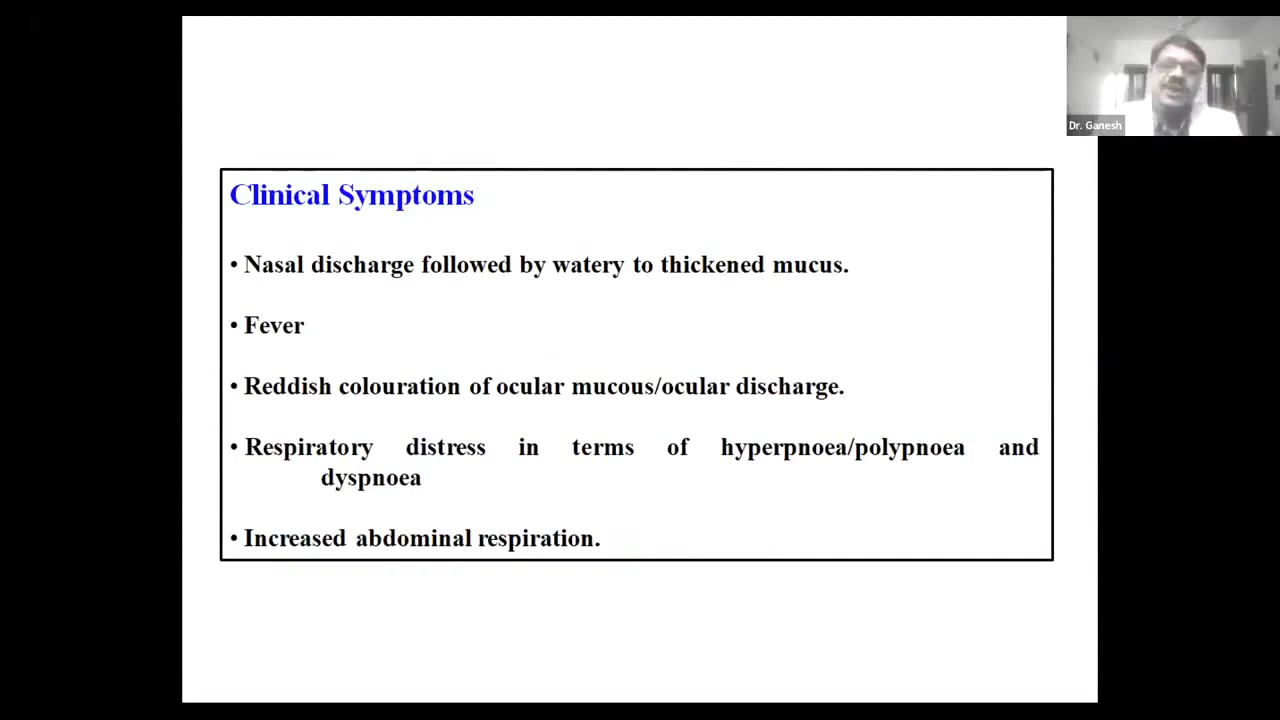 Dr. Ganesh
Clinical Symptoms
• Nasal discharge followed by watery to thickened mucus.
• Fever
• Reddish colouration of ocular mucous/ocular discharge.
• Respiratory distress in terms of hyperpnoea/polypnoea and
dyspnoea
• Increased abdominal respiration.